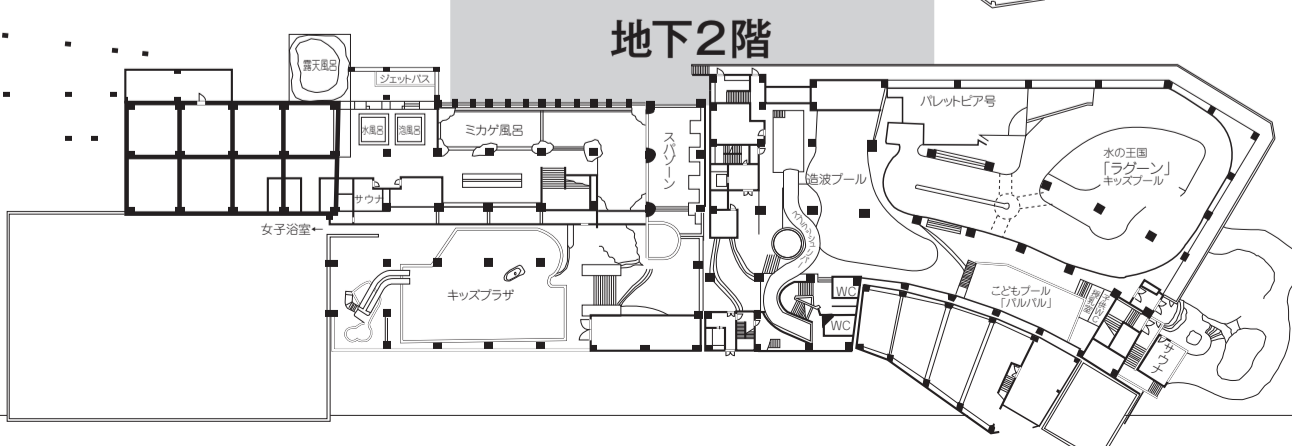 地下2階
露天風呂
ジェットバス
水風呂
泡風呂
ミカゲ風呂
スパゾーン
サウナ
女子浴室←
キッズプラザ
造波プール
パレットピア号
水の王国
「ラグーン」
キッズプール
WC
WC
こどもプール
「パルパル」
サウナ